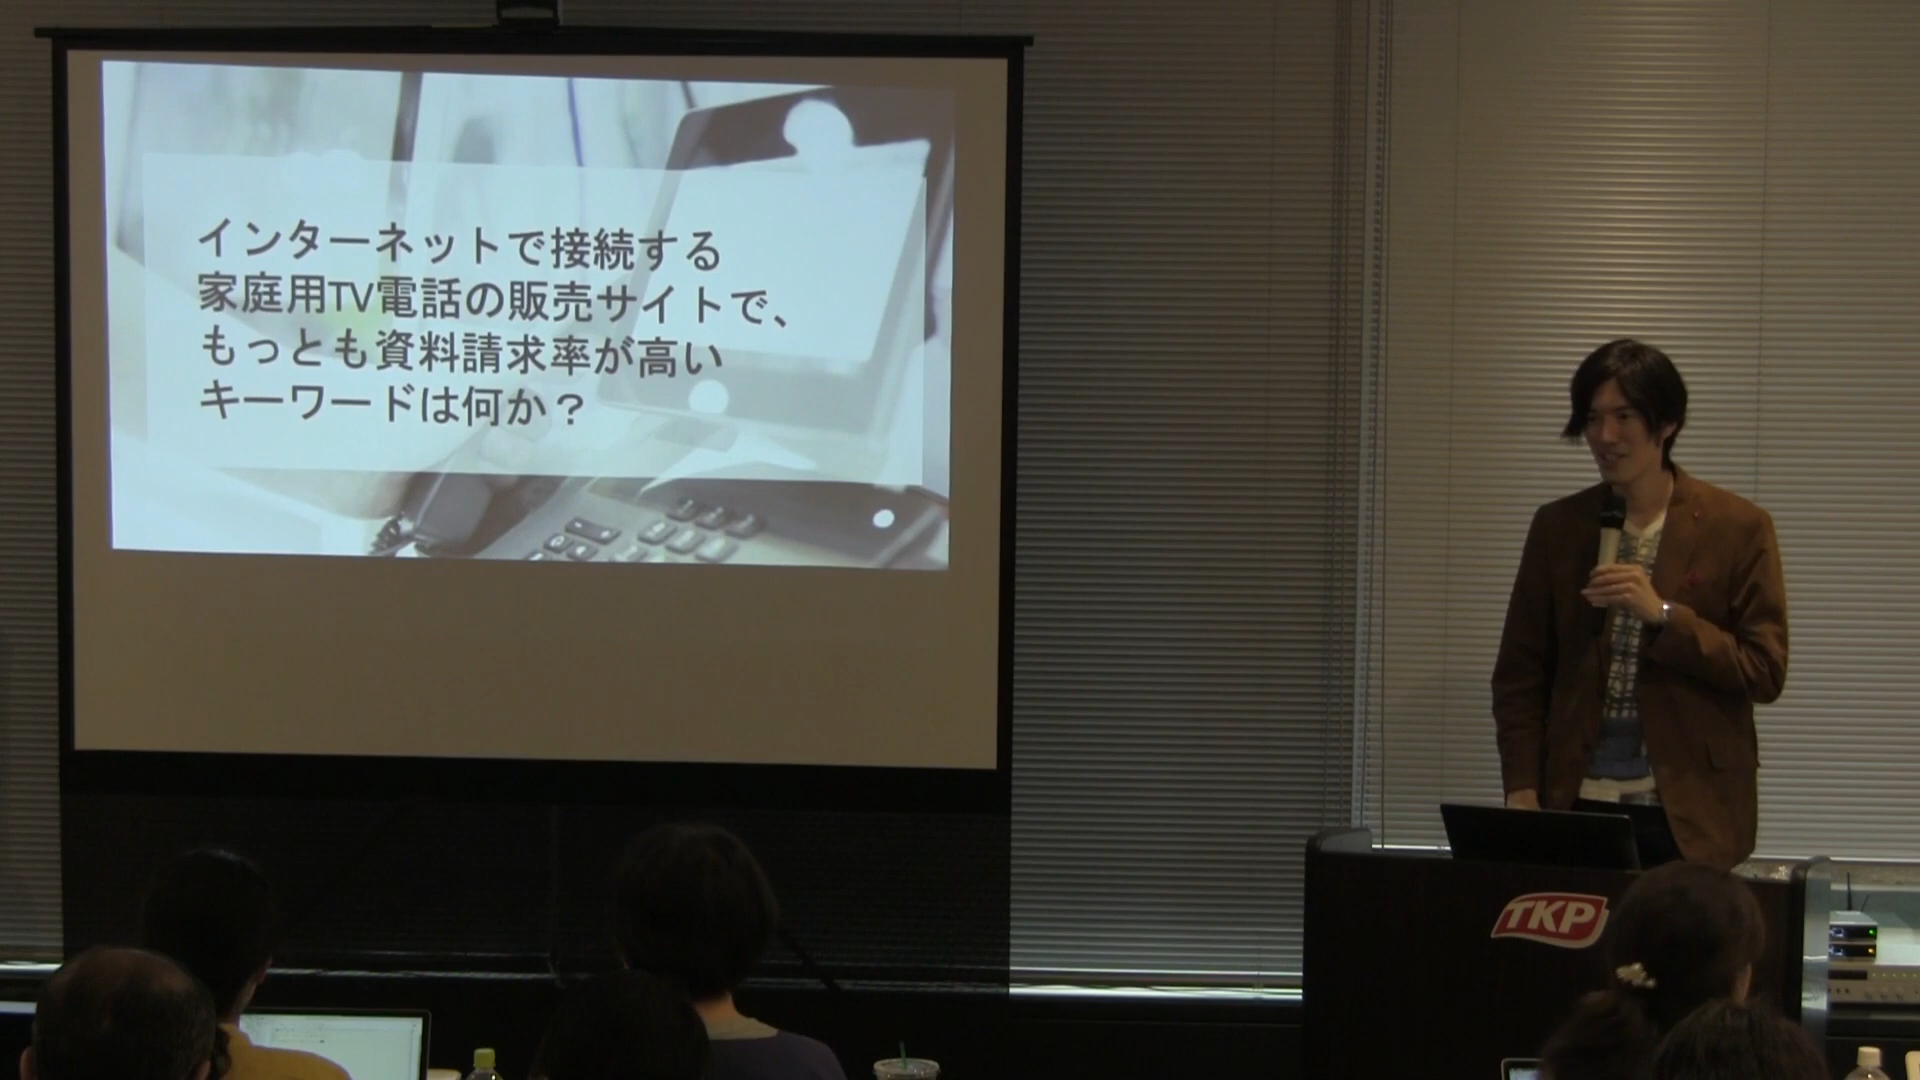 インターネットで接続する
家庭用TV電話の販売サイトで、
もっとも資料請求率が高い
キーワードは何か？
TKP